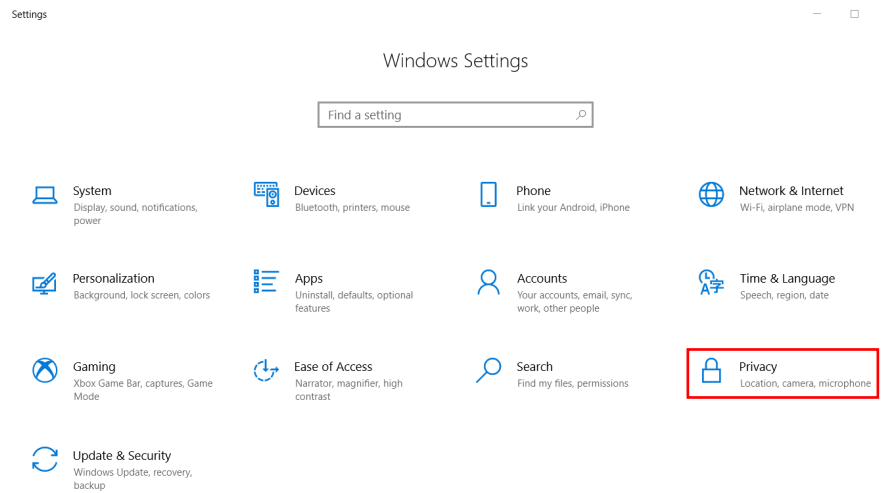 Settings
Windows Settings
Find a setting
System
Display, sound, notifications,
power
Devices
Bluetooth, printers, mouse
Phone
Link your Android, iPhone
Network & Internet
Wi-Fi, airplane mode, VPN
Personalization
Background, lock screen, colors
Apps
Uninstall, defaults, optional
features
Accounts
Your accounts, email, sync,
work, other people
Time & Language
Speech, region, date
Gaming
Xbox Game Bar, captures, Game
Mode
Ease of Access
Narrator, magnifier, high
contrast
Search
Find my files, permissions
Privacy
Location, camera, microphone
Update & Security
Windows Update, recovery,
backup